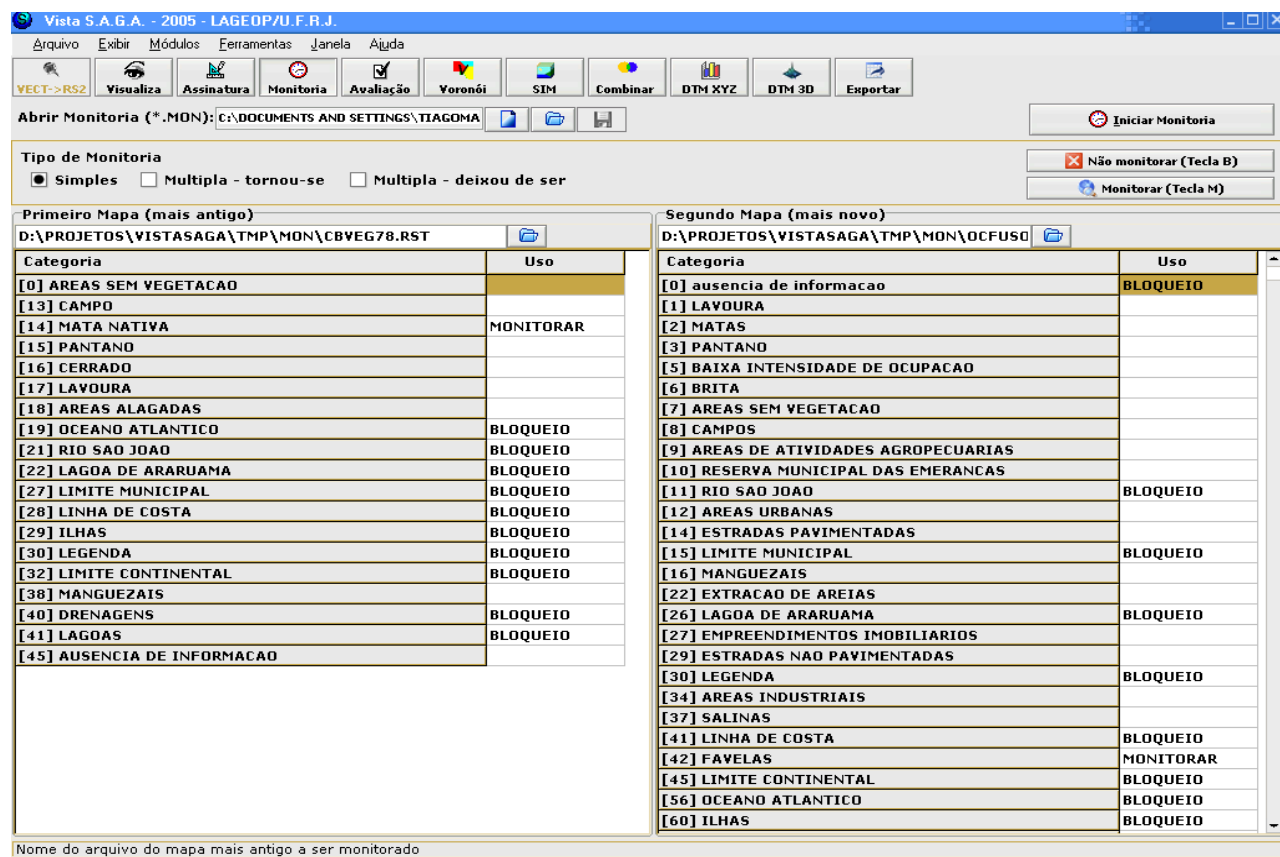 Vista S.A.G.A. - 2005 - LAGEOP/U.F.R.J.
Arquivo Exibir Módulos Ferramentas Janela Ajuda
VECT->RS2 Visualiza Assinatura Monitoria Avaliação Voronói SIM Combinar DTM XYZ DTM 3D Exportar
Abrir Monitoria (*.MON): C:\DOCUMENTS AND SETTINGS\TIAGOMA Iniciar Monitoria
Tipo de Monitoria
Não monitorar (Tecla B)
Simples Multipla - tornou-se Multipla - deixou de ser
Monitorar (Tecla M)
Primeiro Mapa (mais antigo)
D:\PROJETOS\VISTASAGA\TMP\MON\CBVEG78.RST
Categoria Uso
[0] AREAS SEM VEGETACAO
[13] CAMPO
[14] MATA NATIVA MONITORAR
[15] PANTANO
[16] CERRADO
[17] LAVOURA
[18] AREAS ALAGADAS
[19] OCEANO ATLANTICO BLOQUEIO
[21] RIO SAO JOAO BLOQUEIO
[22] LAGOA DE ARARUAMA BLOQUEIO
[27] LIMITE MUNICIPAL BLOQUEIO
[28] LINHA DE COSTA BLOQUEIO
[29] ILHAS BLOQUEIO
[30] LEGENDA BLOQUEIO
[32] LIMITE CONTINENTAL BLOQUEIO
[38] MANGUEZAIS
[40] DRENAGENS BLOQUEIO
[41] LAGOAS BLOQUEIO
[45] AUSENCIA DE INFORMACAO
Segundo Mapa (mais novo)
D:\PROJETOS\VISTASAGA\TMP\MON\OCFUSO
Categoria Uso
[0] ausencia de informacao BLOQUEIO
[1] LAVOURA
[2] MATAS
[3] PANTANO
[5] BAIXA INTENSIDADE DE OCUPACAO
[6] BRITA
[7] AREAS SEM VEGETACAO
[8] CAMPOS
[9] AREAS DE ATIVIDADES AGROPECUARIAS
[10] RESERVA MUNICIPAL DAS EMERANCAS
[11] RIO SAO JOAO BLOQUEIO
[12] AREAS URBANAS
[14] ESTRADAS PAVIMENTADAS
[15] LIMITE MUNICIPAL BLOQUEIO
[16] MANGUEZAIS
[22] EXTRACAO DE AREIAS
[26] LAGOA DE ARARUAMA BLOQUEIO
[27] EMPREENDIMENTOS IMOBILIARIOS
[29] ESTRADAS NAO PAVIMENTADAS
[30] LEGENDA BLOQUEIO
[34] AREAS INDUSTRIAIS
[37] SALINAS
[41] LINHA DE COSTA BLOQUEIO
[42] FAVELAS MONITORAR
[45] LIMITE CONTINENTAL BLOQUEIO
[56] OCEANO ATLANTICO BLOQUEIO
[60] ILHAS BLOQUEIO
Nome do arquivo do mapa mais antigo a ser monitorado